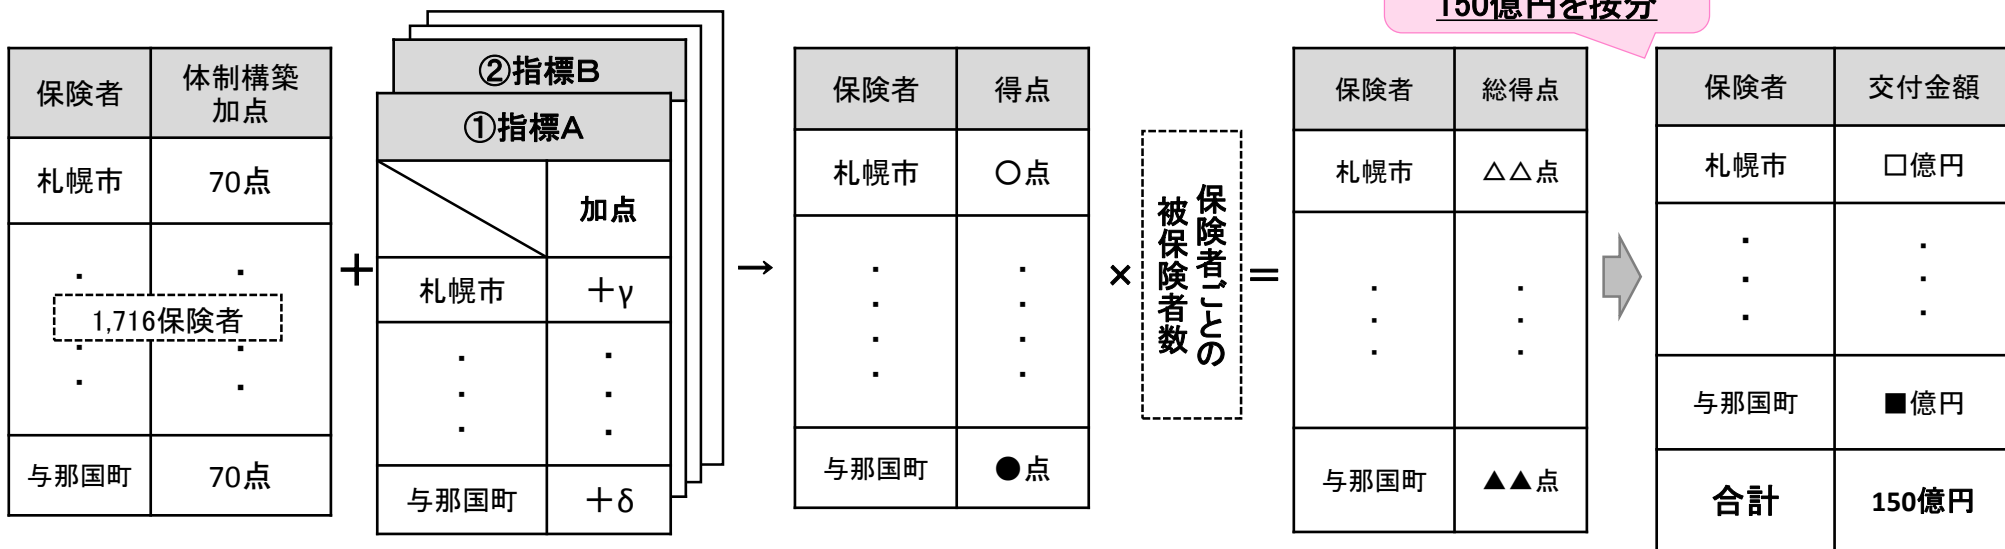 150億円を按分
保険者 体制構築
加点
札幌市 70点
・ ・
1,716保険者
・ ・
・ ・
与那国町 70点
＋
②指標B
①指標A
加点
札幌市 ＋γ
・ ・
・ ・
・ ・
与那国町 ＋δ
→
保険者 得点
札幌市 〇点
・ ・
・ ・
・ ・
・ ・
与那国町 ●点
×
保険者ごとの
被保険者数
＝
保険者 総得点
札幌市 △△点
・ ・
・ ・
・ ・
与那国町 ▲▲点
保険者 交付金額
札幌市 □億円
・ ・
・ ・
・ ・
与那国町 ■億円
合計 150億円